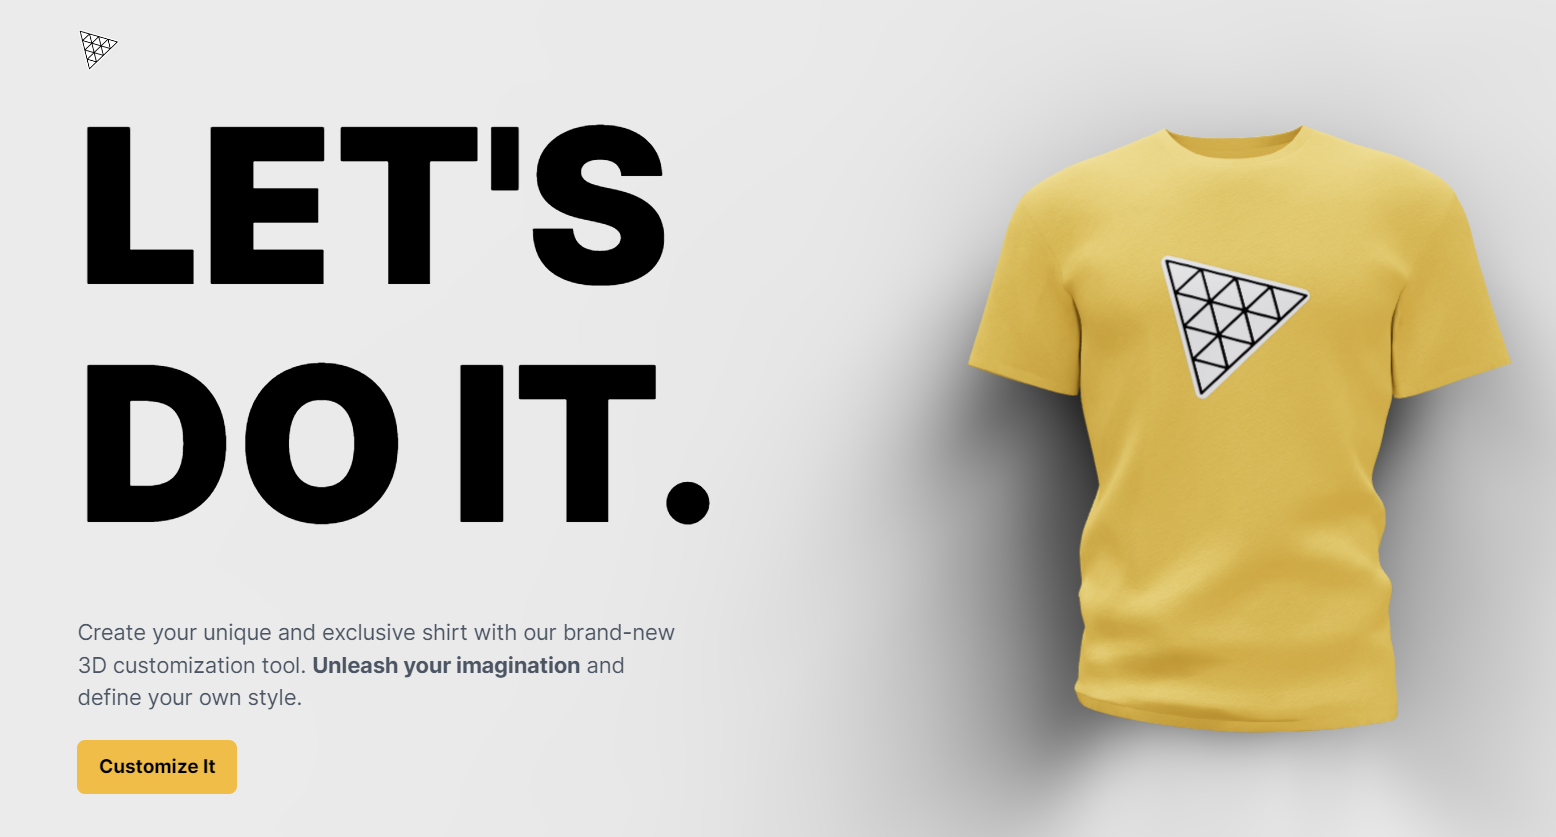 LET'S
DO IT.
Create your unique and exclusive shirt with our brand-new
3D customization tool. Unleash your imagination and
define your own style.
Customize It